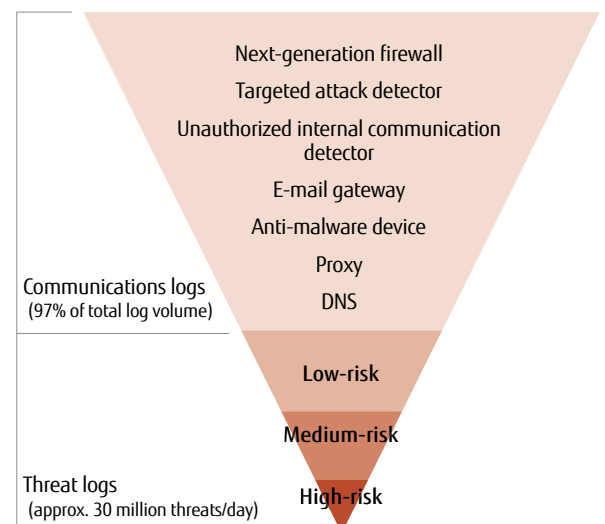 Next-generation firewall
Targeted attack detector
Unauthorized internal communication
detector
E-mail gateway
Anti-malware device
Proxy
DNS
Communications logs
(97% of total log volume)
Low-risk
Medium-risk
High-risk
Threat logs
(approx. 30 million threats/day)